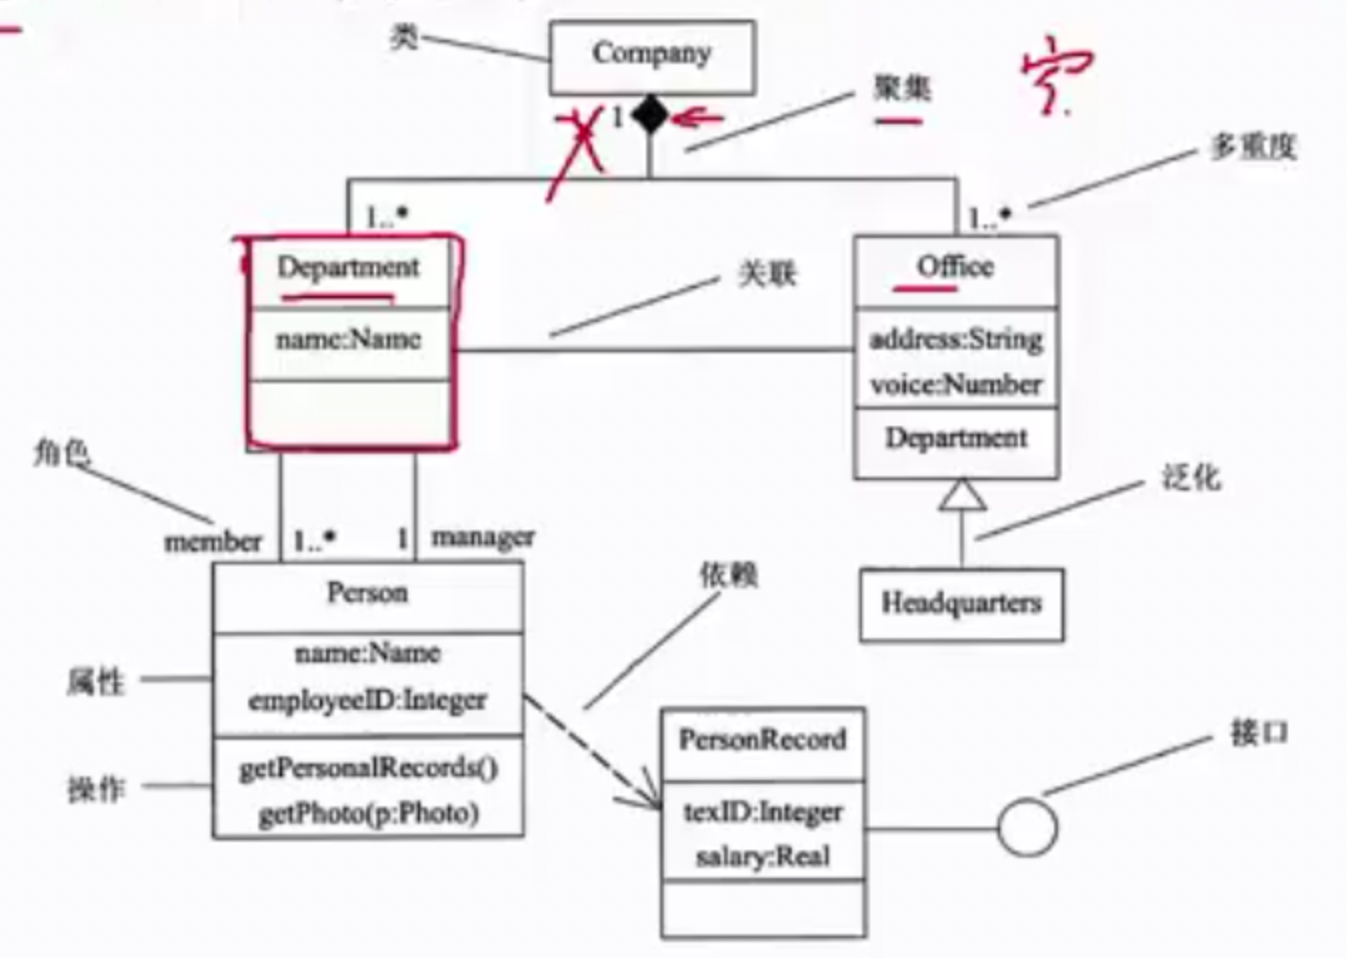 类
Company
聚集
1
多重度
1..*
1..*
Department
name:Name
关联
Office
address:String
voice:Number
Department
角色
member
1..*
1
manager
泛化
Headquarters
依赖
Person
name:Name
employeeID:Integer
属性
getPersonalRecords()
getPhoto(p:Photo)
操作
PersonRecord
texID:Integer
salary:Real
接口